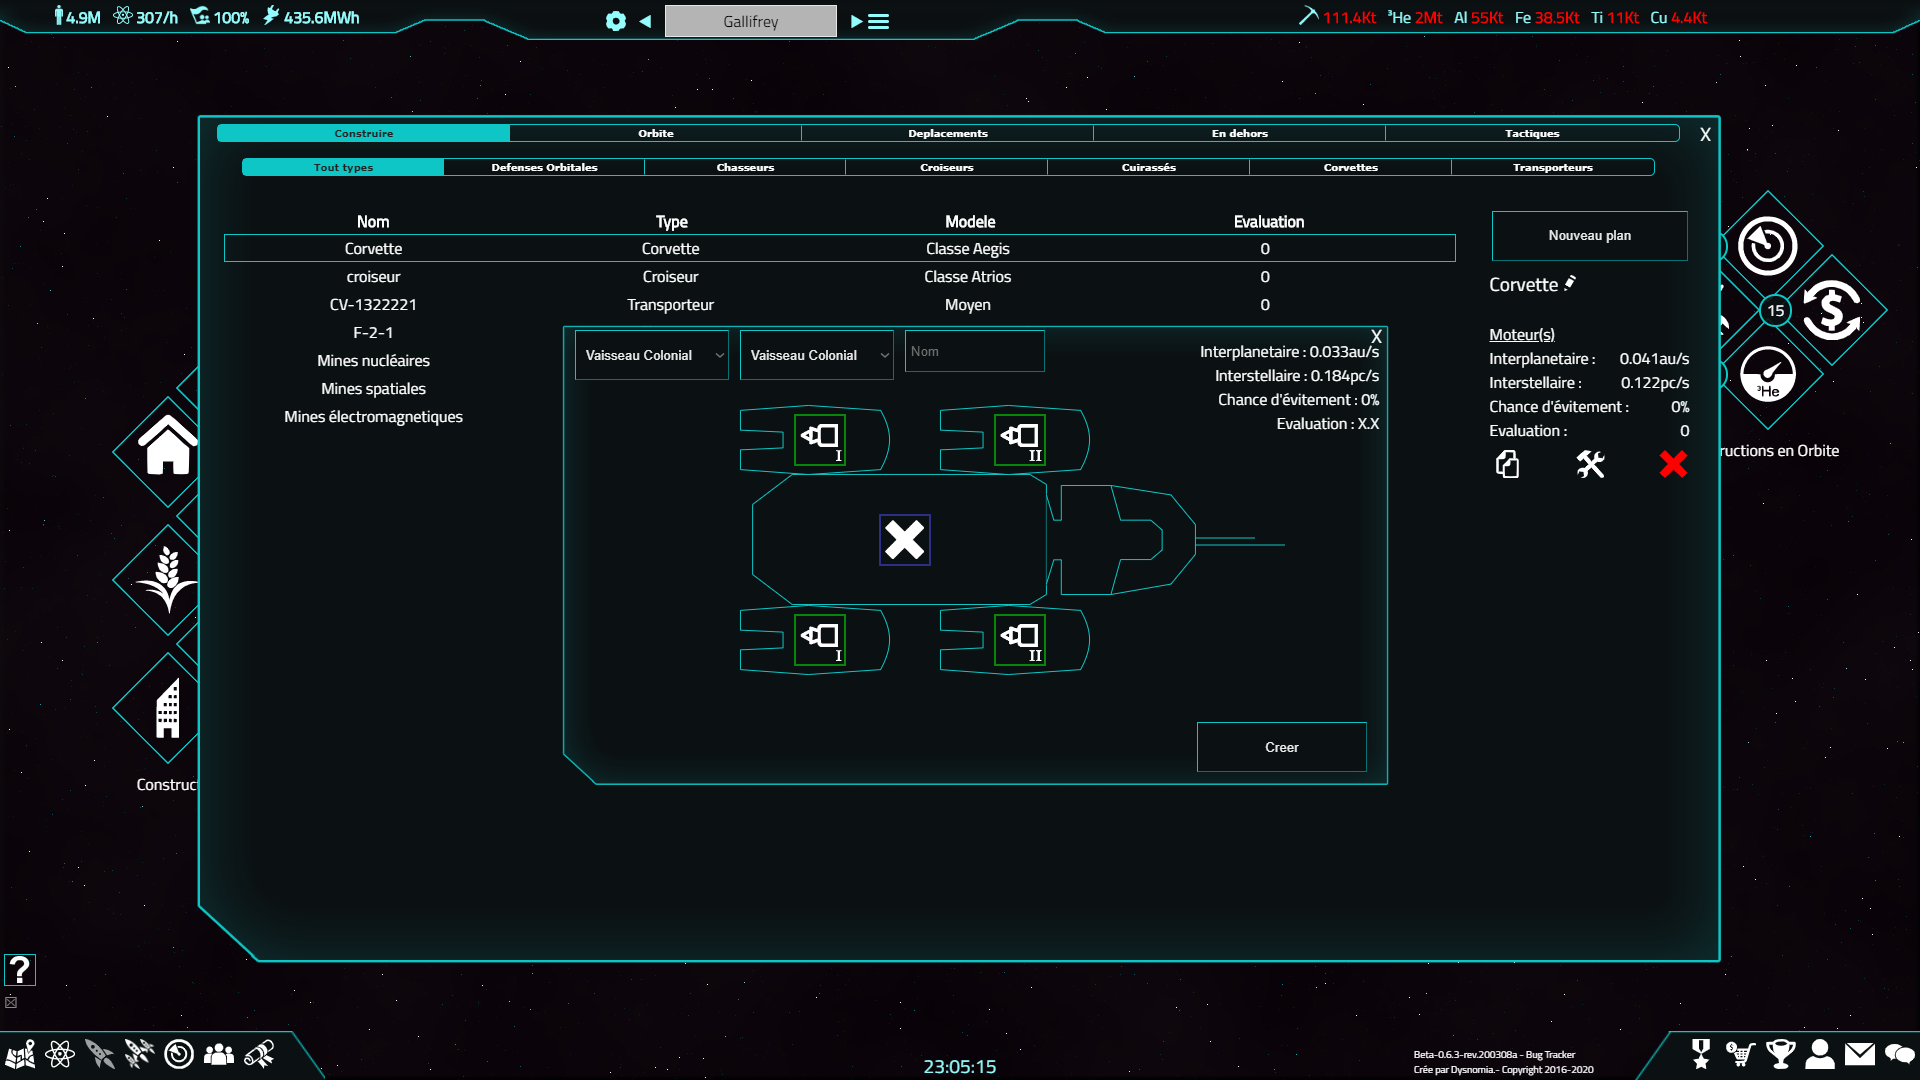 4.9M 307/h 100% 435.6MWh
Gallifrey
111.4Kt ³He 2Mt Al 55Kt Fe 38.5Kt Ti 11Kt Cu 4.4Kt
Construire Orbite Deplacements En dehors Tactiques X
Tout types Defenses Orbitales Chasseurs Croiseurs Cuirassés Corvettes Transporteurs
Nom Type Modele Evaluation
Corvette Corvette Classe Aegis 0
croiseur Croiseur Classe Atrios 0
CV-1322221 Transporteur Moyen 0
F-2-1
Mines nucléaires
Mines spatiales
Mines électromagnetiques
Nouveau plan
Corvette
Moteur(s)
Interplanetaire : 0.041au/s
Interstellaire : 0.122pc/s
Chance d'évitement : 0%
Evaluation : 0
X
Vaisseau Colonial Vaisseau Colonial Nom
Interplanetaire : 0.033au/s
Interstellaire : 0.184pc/s
Chance d'évitement : 0%
Evaluation : X.X
I II
I II
Creer
15
³He
ructions en Orbite
Construct
?
23:05:15
Beta-0.6.3-rev.200308a - Bug Tracker
Crée par Dysnomia.- Copyright 2016-2020